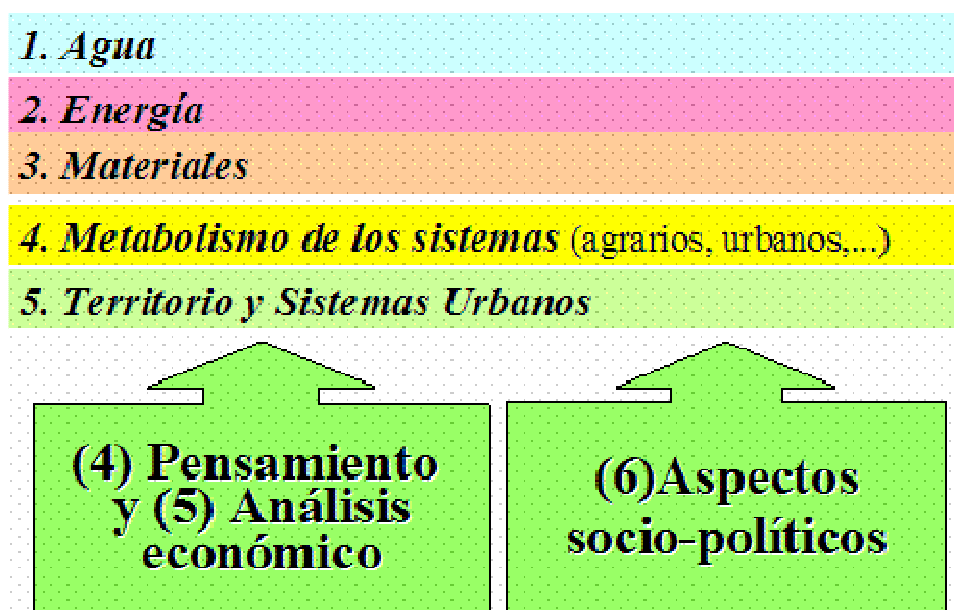 1. Agua
2. Energía
3. Materiales
4. Metabolismo de los sistemas (agrarios, urbanos,...)
5. Territorio y Sistemas Urbanos
(4) Pensamiento
y (5) Análisis
económico
(6)Aspectos
socio-políticos